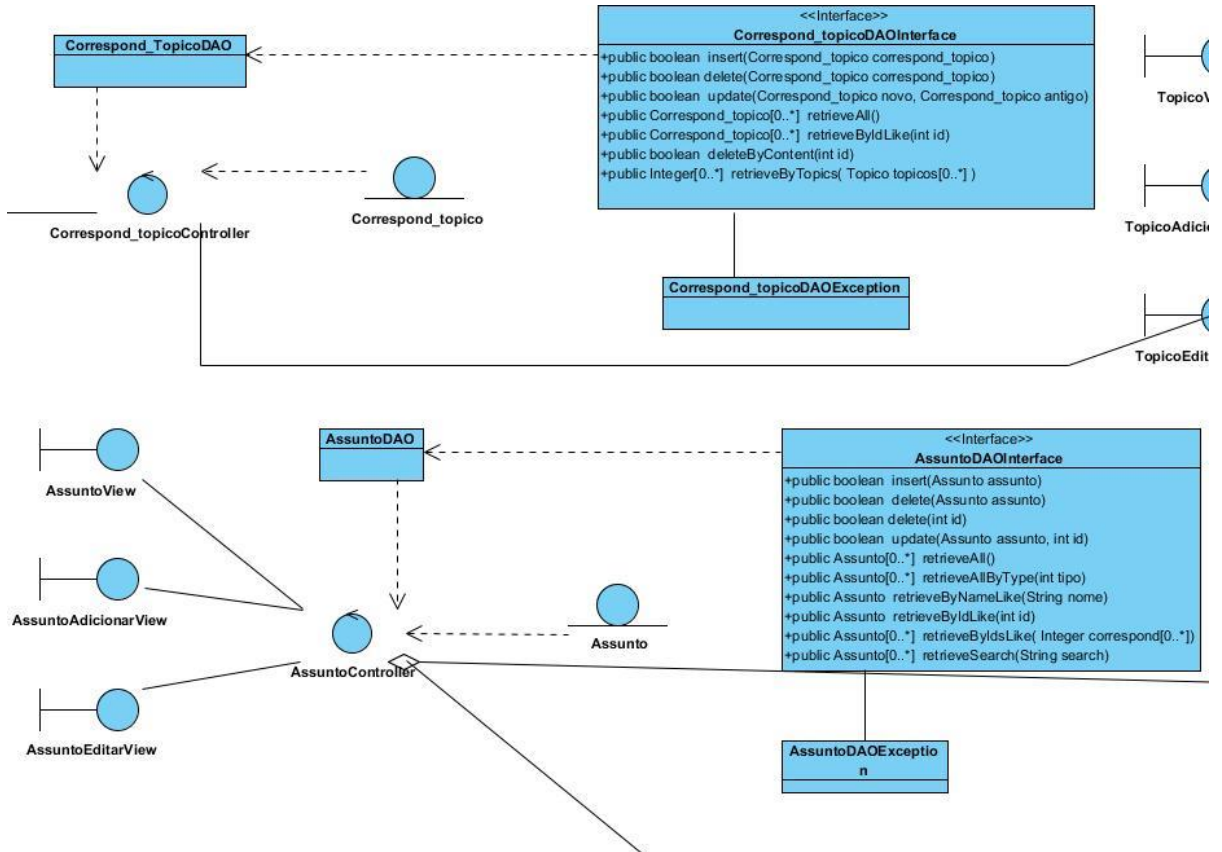 Correspond_TopicoDAO
<<Interface>>
Correspond_topicoDAOInterface
+public boolean insert(Correspond_topico correspond_topico)
+public boolean delete(Correspond_topico correspond_topico)
+public boolean update(Correspond_topico novo, Correspond_topico antigo)
+public Correspond_topico[0..*] retrieveAll()
+public Correspond_topico[0..*] retrieveByIdLike(int id)
+public boolean deleteByContent(int id)
+public Integer[0..*] retrieveByTopics( Topico topicos[0..*] )
TopicoV
Correspond_topico
Correspond_topicoController
TopicoAdicio
Correspond_topicoDAOException
TopicoEdit
AssuntoView
AssuntoDAO
<<Interface>>
AssuntoDAOInterface
+public boolean insert(Assunto assunto)
+public boolean delete(Assunto assunto)
+public boolean delete(int id)
+public boolean update(Assunto assunto, int id)
+public Assunto[0..*] retrieveAll()
+public Assunto[0..*] retrieveAllByType(int tipo)
+public Assunto retrieveByNameLike(String nome)
+public Assunto retrieveByIdLike(int id)
+public Assunto[0..*] retrieveByIdsLike( Integer correspond[0..*])
+public Assunto[0..*] retrieveSearch(String search)
AssuntoAdicionarView
Assunto
AssuntoController
AssuntoEditarView
AssuntoDAOExceptio
n